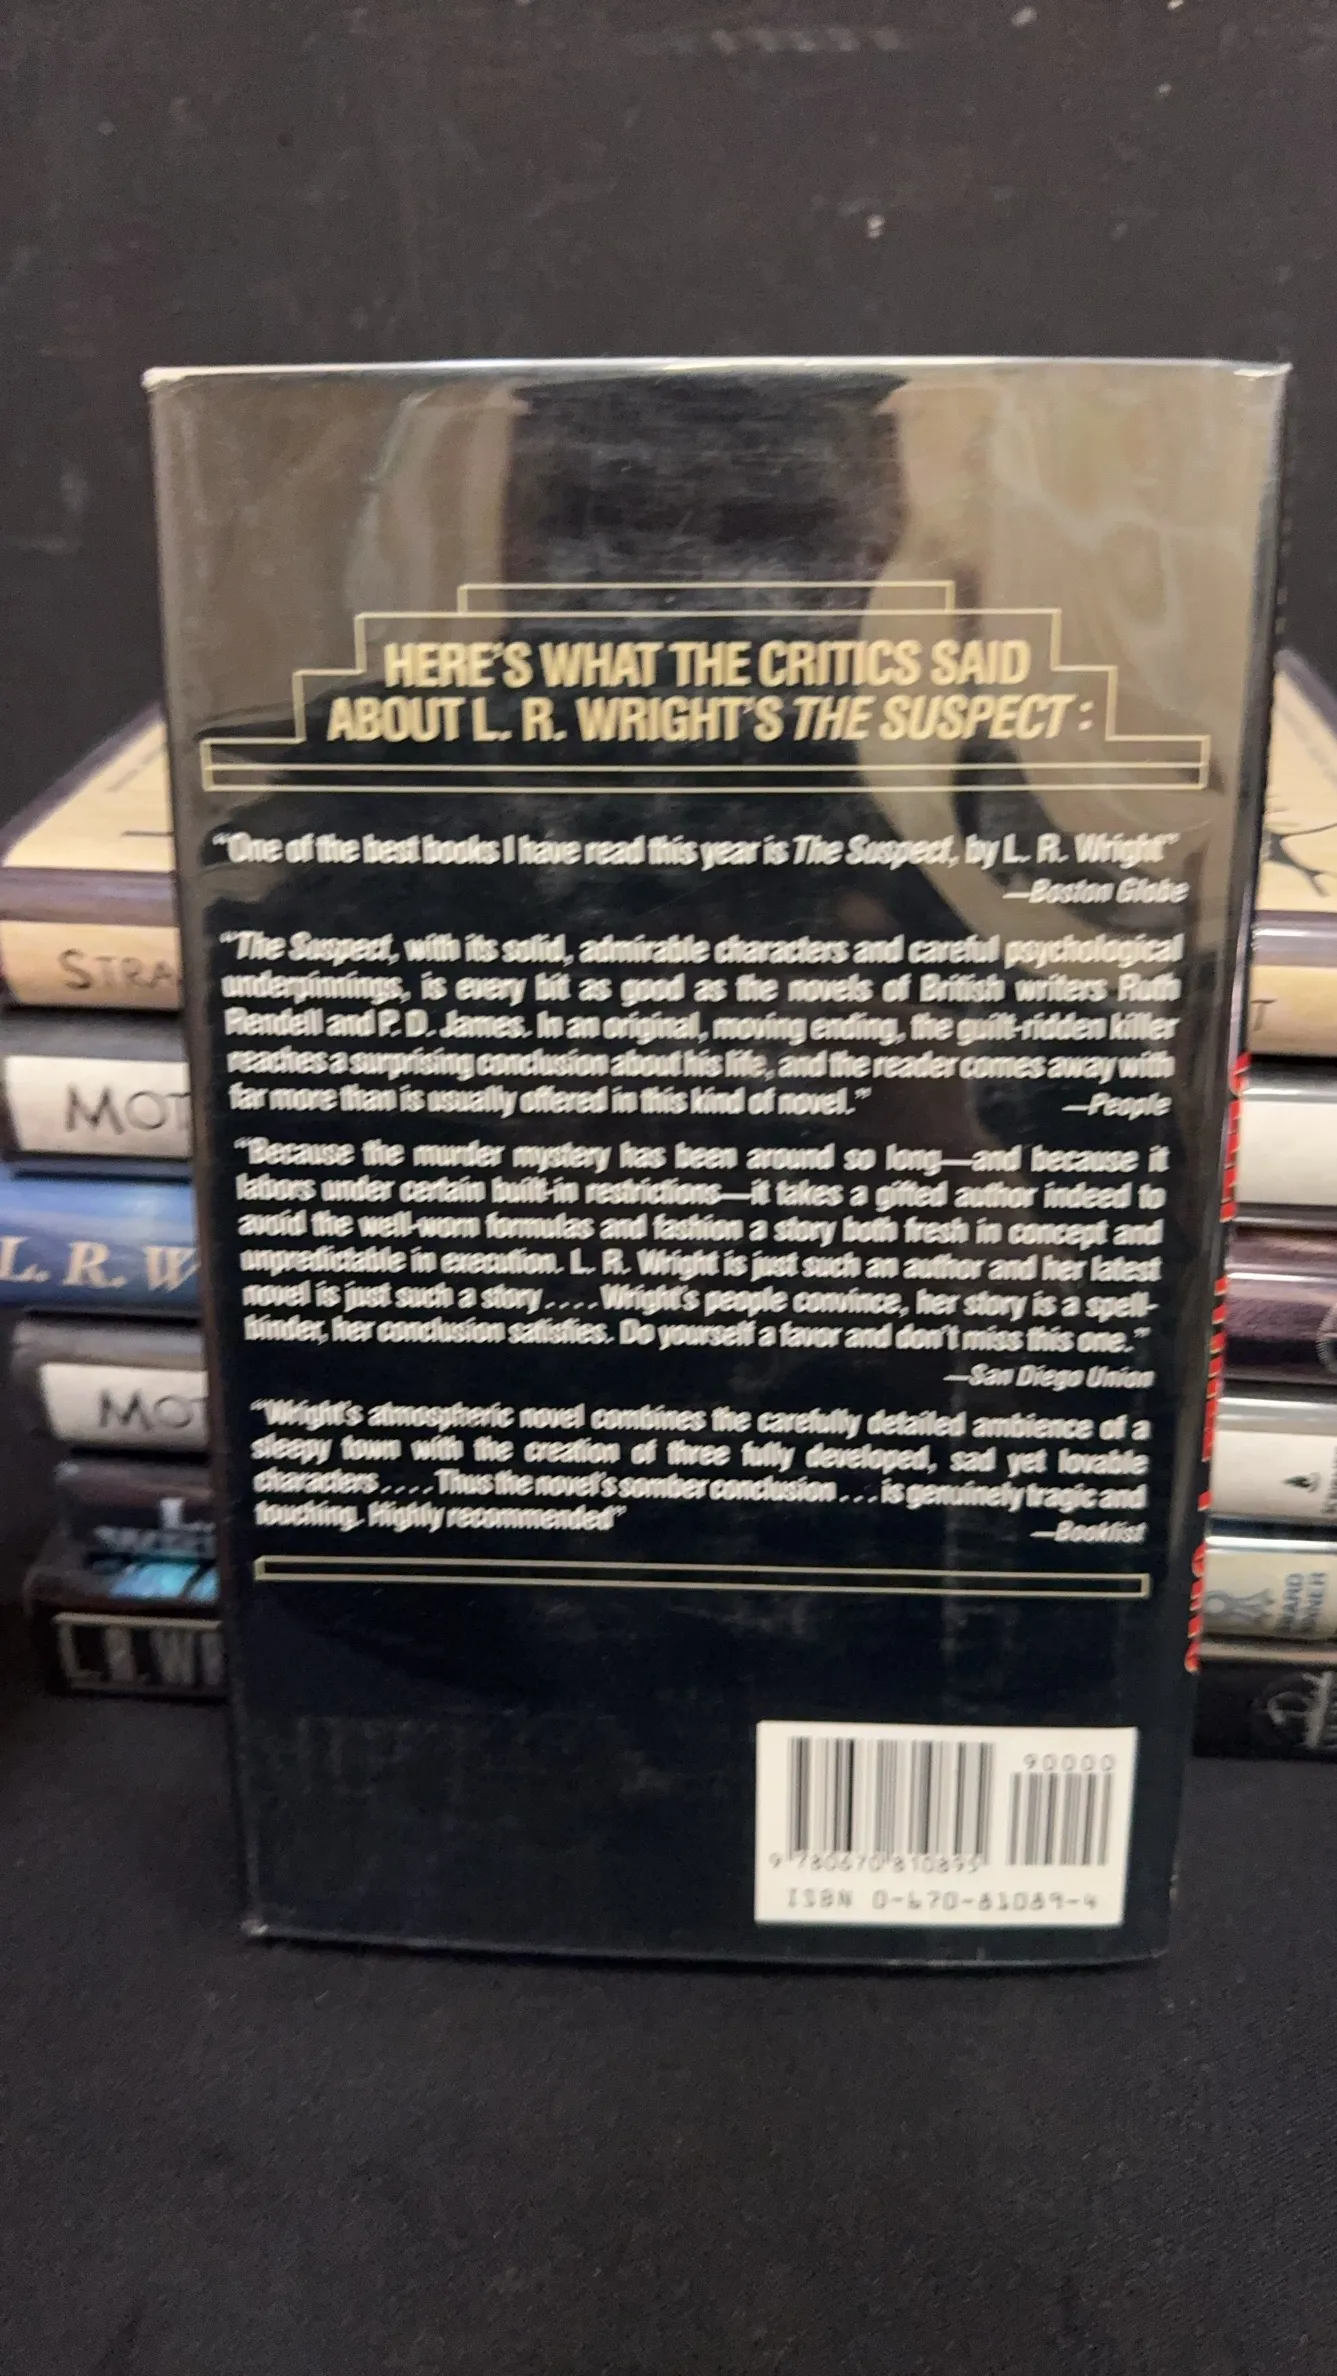 HERE'S WHAT THE CRITICS SAID
ABOUT L. R. WRIGHT'S THE SUSPECT:
"One of the best books I have read this year is The Suspect, by L. R. Wright"
—Boston Globe
"The Suspect, with its solid, admirable characters and careful psychological
underpinnings, is every bit as good as the novels of British writers Ruth
Rendell and P. D. James. In an original, moving ending, the guilt-ridden killer
reaches a surprising conclusion about his life, and the reader comes away with
far more than is usually offered in this kind of novel." —People
"Because the murder mystery has been around so long—and because it
labors under certain built-in restrictions—it takes a gifted author indeed to
avoid the well-worn formulas and fashion a story both fresh in concept and
unpredictable in execution. L. R. Wright is just such an author and her latest
novel is just such a story . . . . Wright's people convince, her story is a spell-
binder, her conclusion satisfies. Do yourself a favor and don't miss this one."
—San Diego Union
"Wright's atmospheric novel combines the carefully detailed ambience of a
sleepy town with the creation of three fully developed, sad yet lovable
characters . . . . Thus the novel's somber conclusion . . . is genuinely tragic and
touching. Highly recommended"
—Booklist
90000
9 780670 810895
ISBN 0-670-81089-4
STRA
MOT
L. R. W
MOT
L.R.WR
T